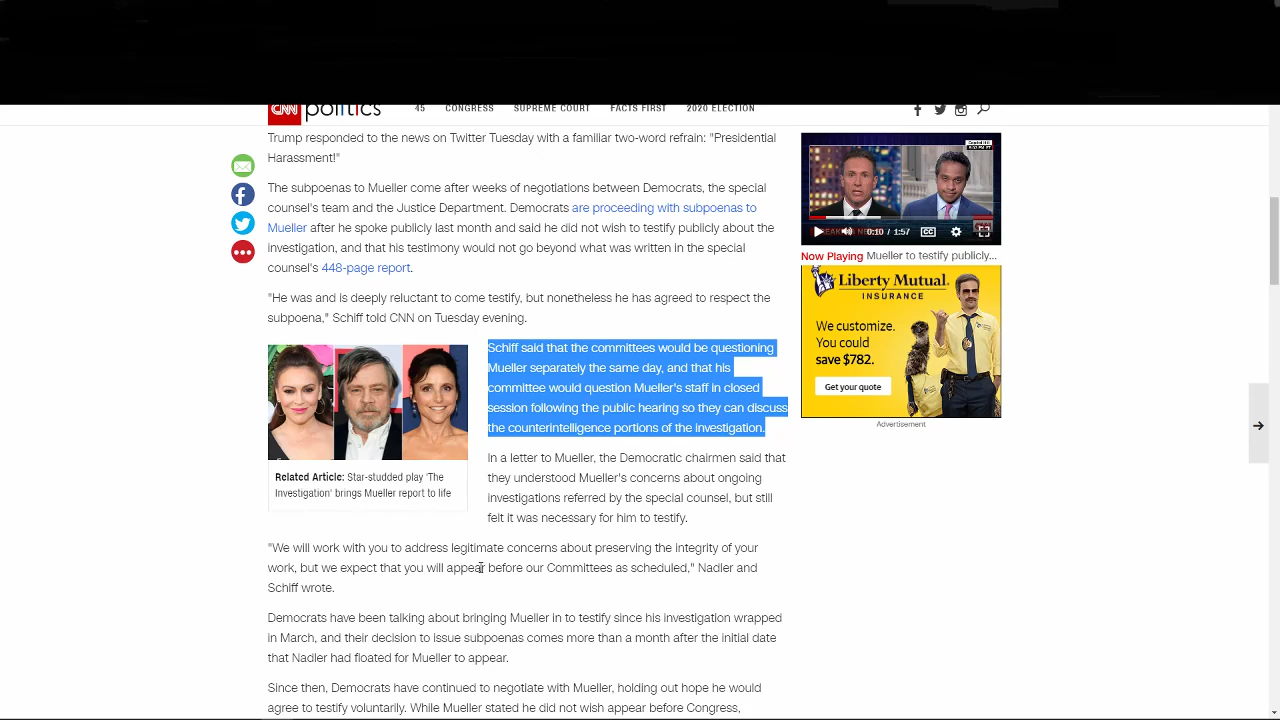 CNN politics
45 CONGRESS SUPREME COURT FACTS FIRST 2020 ELECTION
Trump responded to the news on Twitter Tuesday with a familiar two-word refrain: "Presidential
Harassment!"
The subpoenas to Mueller come after weeks of negotiations between Democrats, the special
counsel's team and the Justice Department. Democrats are proceeding with subpoenas to
Mueller after he spoke publicly last month and said he did not wish to testify publicly about the
investigation, and that his testimony would not go beyond what was written in the special
counsel's 448-page report.
"He was and is deeply reluctant to come testify, but nonetheless he has agreed to respect the
subpoena," Schiff told CNN on Tuesday evening.
Schiff said that the committees would be questioning
Mueller separately the same day, and that his
committee would question Mueller's staff in closed
session following the public hearing so they can discuss
the counterintelligence portions of the investigation.
Related Article: Star-studded play 'The
Investigation' brings Mueller report to life
In a letter to Mueller, the Democratic chairmen said that
they understood Mueller's concerns about ongoing
investigations referred by the special counsel, but still
felt it was necessary for him to testify.
"We will work with you to address legitimate concerns about preserving the integrity of your
work, but we expect that you will appear before our Committees as scheduled," Nadler and
Schiff wrote.
Democrats have been talking about bringing Mueller in to testify since his investigation wrapped
in March, and their decision to issue subpoenas comes more than a month after the initial date
that Nadler had floated for Mueller to appear.
Since then, Democrats have continued to negotiate with Mueller, holding out hope he would
agree to testify voluntarily. While Mueller stated he did not wish appear before Congress,
Capitol Hill
0:10 / 1:57 CC
Now Playing Mueller to testify publicly...
Liberty Mutual.
INSURANCE
We customize.
You could
save $782.
Get your quote
Advertisement